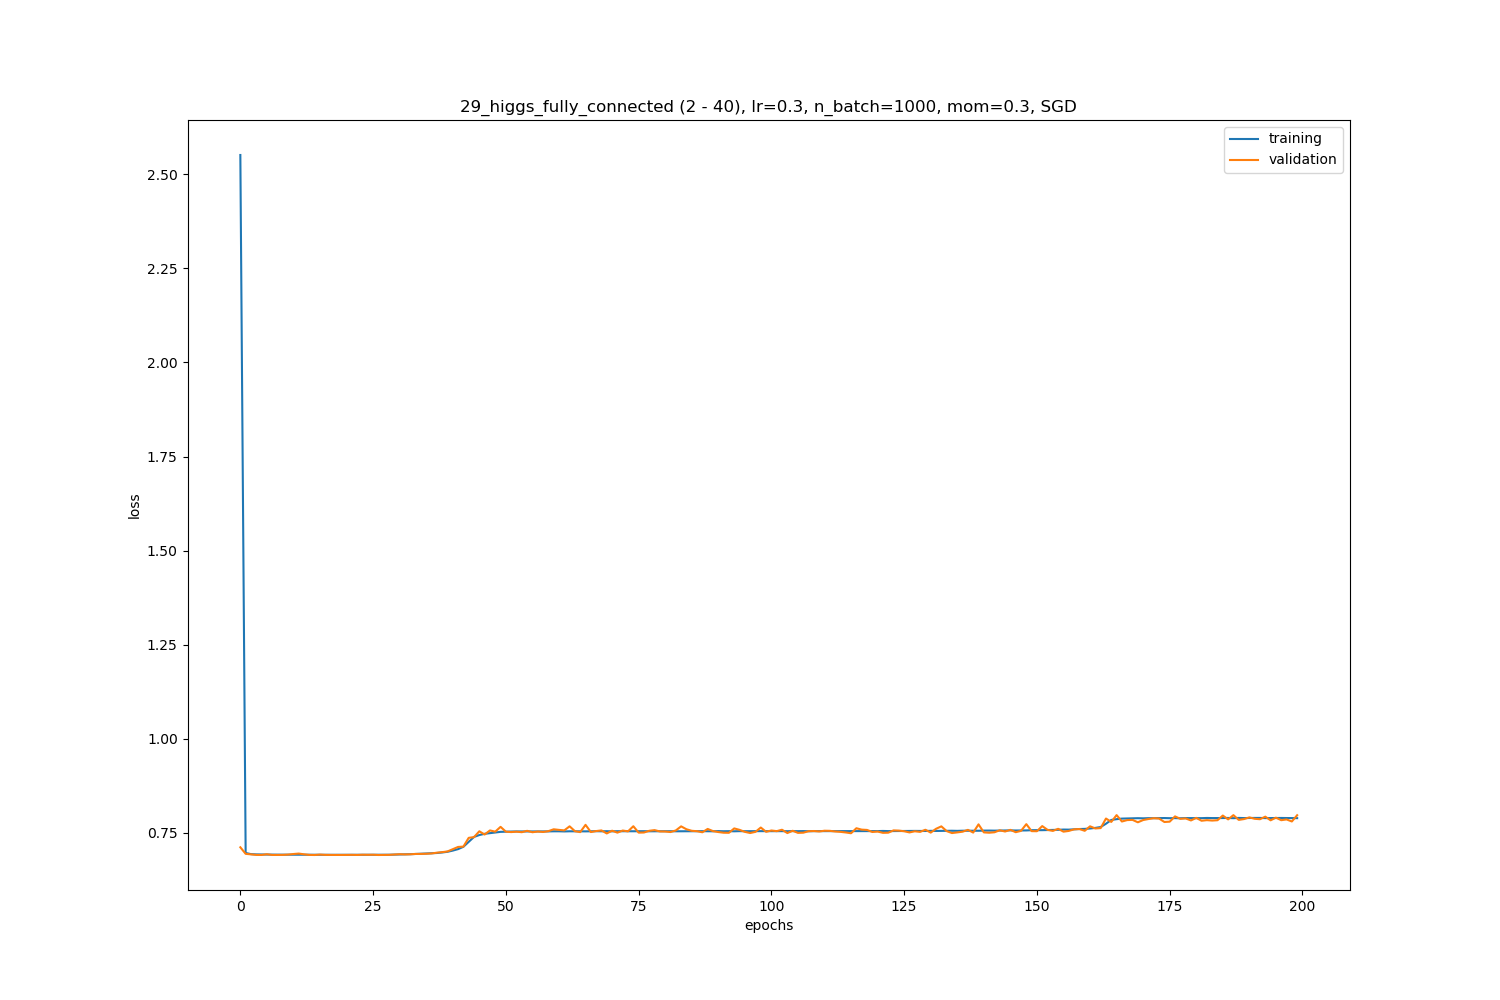 29_higgs_fully_connected (2 - 40), lr=0.3, n_batch=1000, mom=0.3, SGD
training
validation
2.50
2.25
2.00
1.75
1.50
1.25
1.00
0.75
loss
0 25 50 75 100 125 150 175 200
epochs